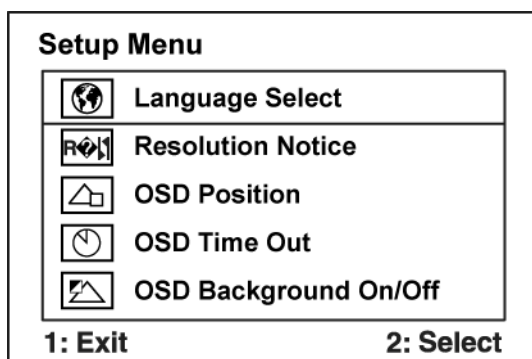 Setup Menu
Language Select
Resolution Notice
OSD Position
OSD Time Out
OSD Background On/Off
1: Exit 2: Select